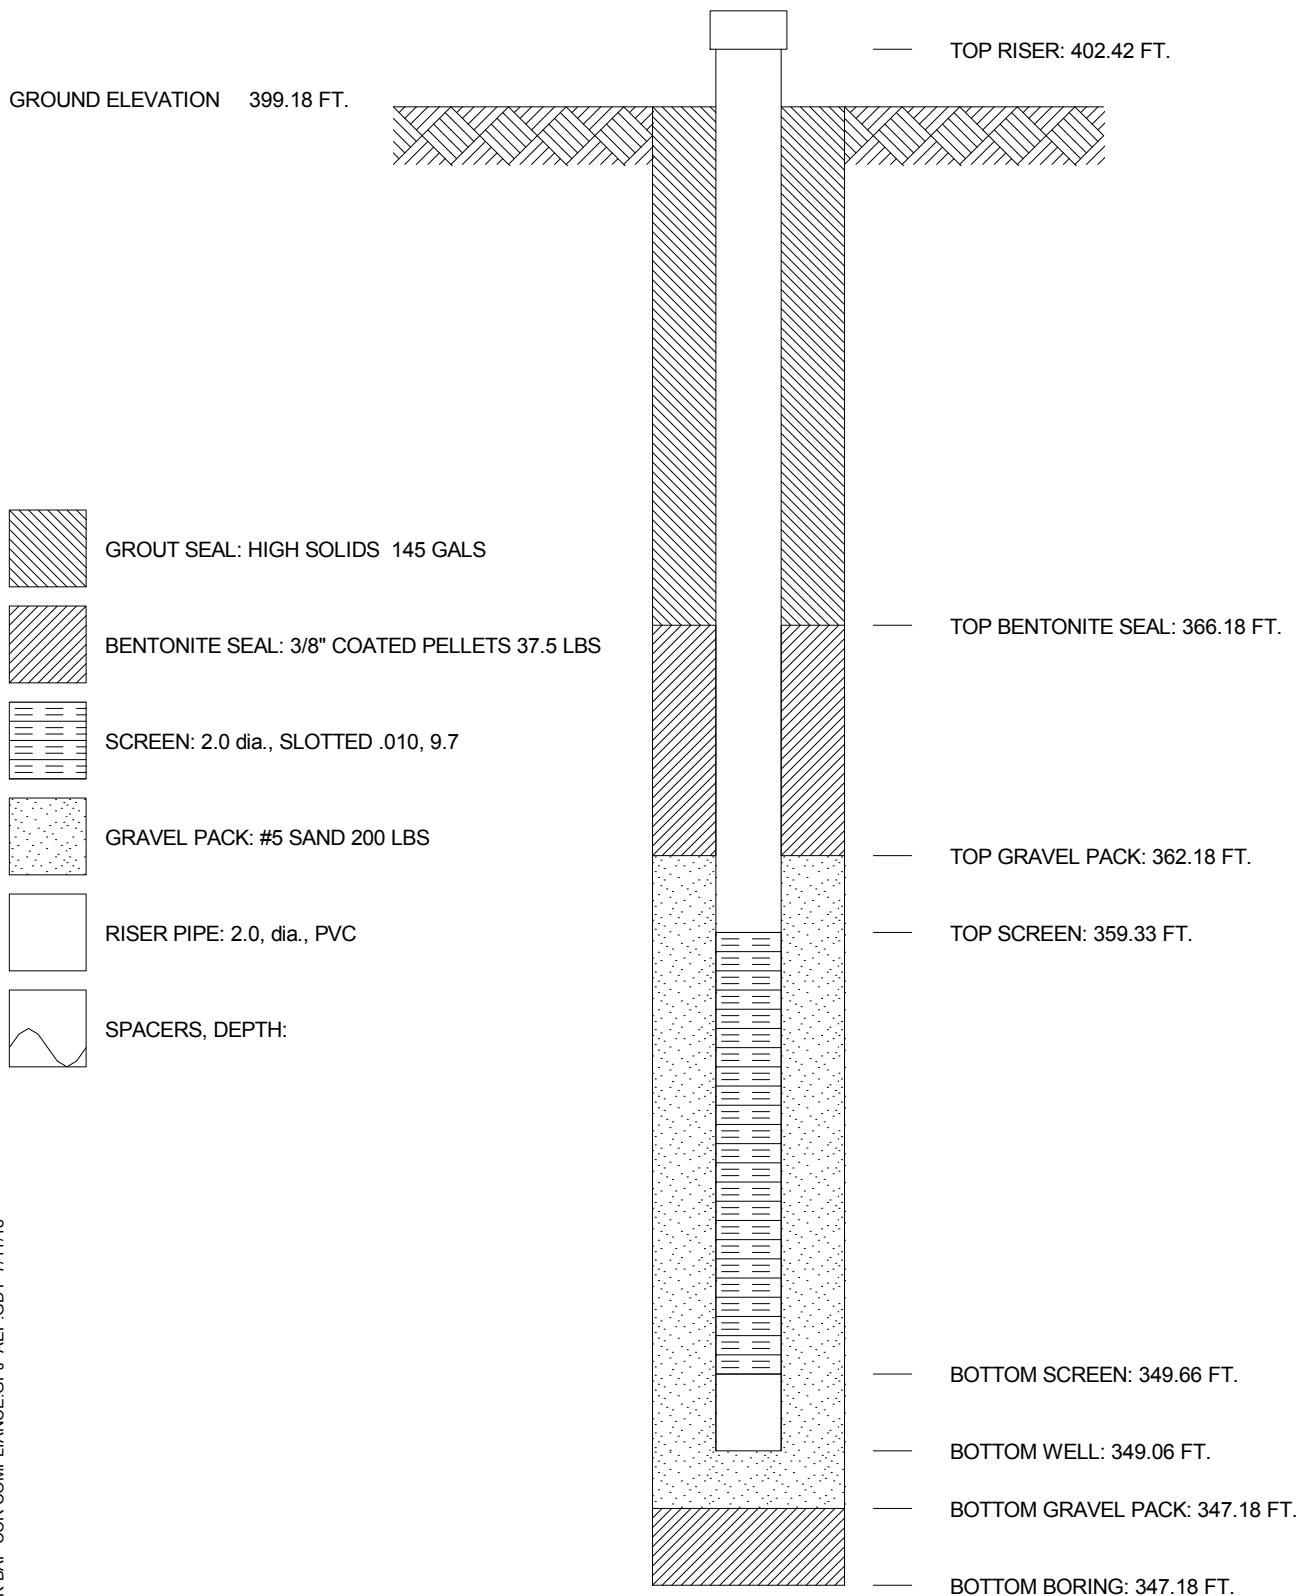 TOP RISER: 402.42 FT.
GROUND ELEVATION 399.18 FT.
GROUT SEAL: HIGH SOLIDS 145 GALS
TOP BENTONITE SEAL: 366.18 FT.
BENTONITE SEAL: 3/8" COATED PELLETS 37.5 LBS
SCREEN: 2.0 dia., SLOTTED .010, 9.7
GRAVEL PACK: #5 SAND 200 LBS
TOP GRAVEL PACK: 362.18 FT.
RISER PIPE: 2.0, dia., PVC
TOP SCREEN: 359.33 FT.
SPACERS, DEPTH:
BOTTOM SCREEN: 349.66 FT.
BOTTOM WELL: 349.06 FT.
BOTTOM GRAVEL PACK: 347.18 FT.
BOTTOM BORING: 347.18 FT.